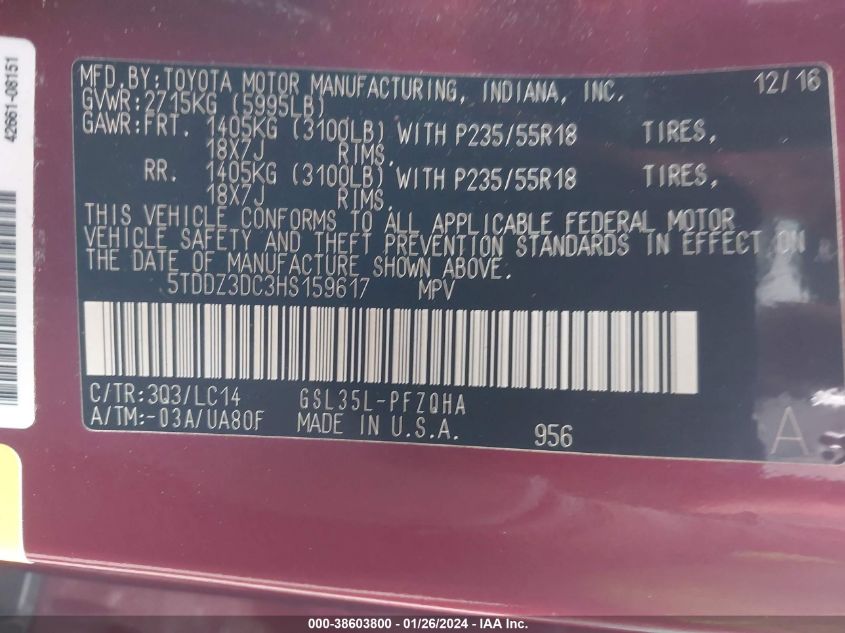 42661-08151
MFD.BY:TOYOTA MOTOR MANUFACTURING, INDIANA, INC. 12/16
GVWR:2715KG (5995LB)
GAWR:FRT. 1405KG (3100LB) WITH P235/55R18 TIRES,
18X7J RIMS,
RR. 1405KG (3100LB) WITH P235/55R18 TIRES,
18X7J RIMS,
THIS VEHICLE CONFORMS TO ALL APPLICABLE FEDERAL MOTOR
VEHICLE SAFETY AND THEFT PREVENTION STANDARDS IN EFFECT ON
THE DATE OF MANUFACTURE SHOWN ABOVE.
5TDDZ3DC3HS159617 MPV
C/TR:3Q3/LC14 GSL35L-PFZQHA
A/TM:-03A/UA80F MADE IN U.S.A. 956 A
000-38603800 - 01/26/2024 - IAA Inc.